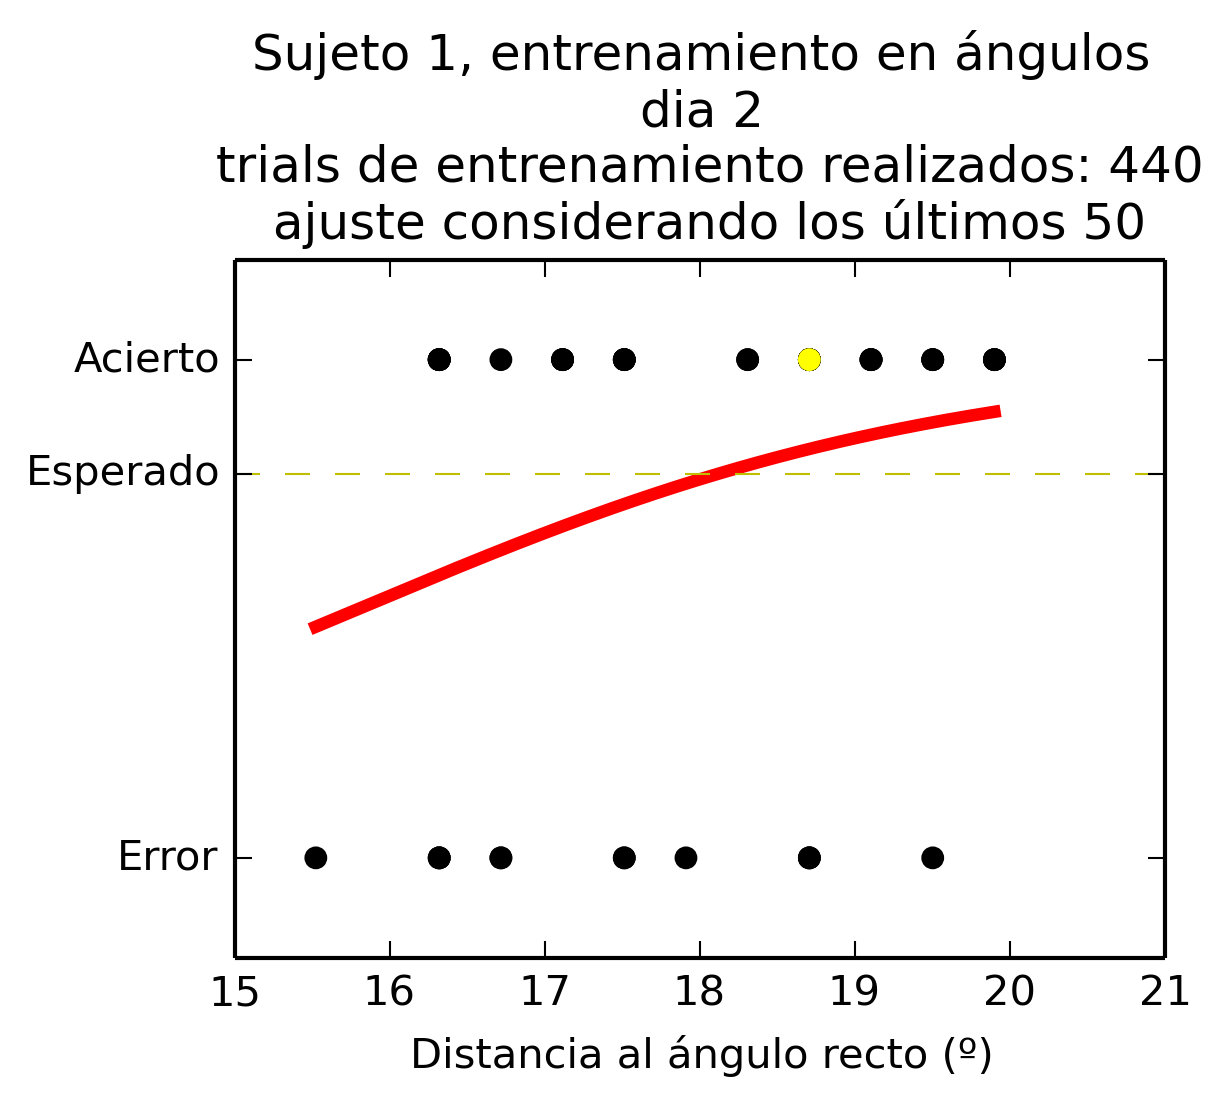 Sujeto 1, entrenamiento en ángulos
dia 2
trials de entrenamiento realizados: 440
ajuste considerando los últimos 50
Acierto
Esperado
Error
15 16 17 18 19 20 21
Distancia al ángulo recto (º)